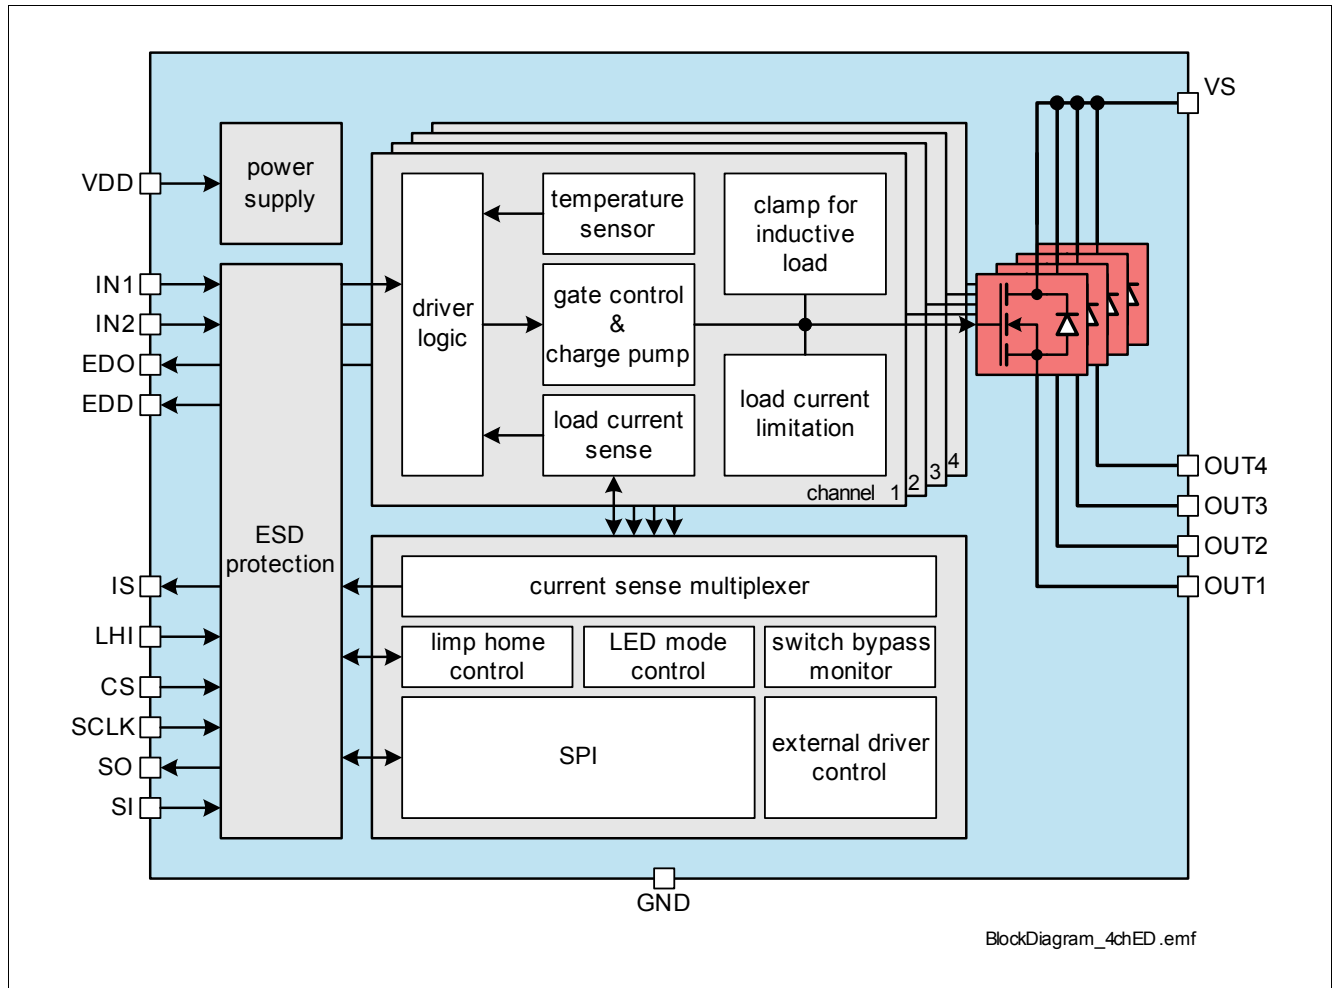 VS
VDD
power
supply
temperature
sensor
clamp for
inductive
load
IN1
IN2
EDO
EDD
driver
logic
gate control
&
charge pump
load current
sense
load current
limitation
channel 1
2
3
4
OUT4
OUT3
OUT2
OUT1
ESD
protection
IS
LHI
CS
SCLK
SO
SI
current sense multiplexer
limp home
control
LED mode
control
switch bypass
monitor
SPI
external driver
control
GND
BlockDiagram_4chED.emf